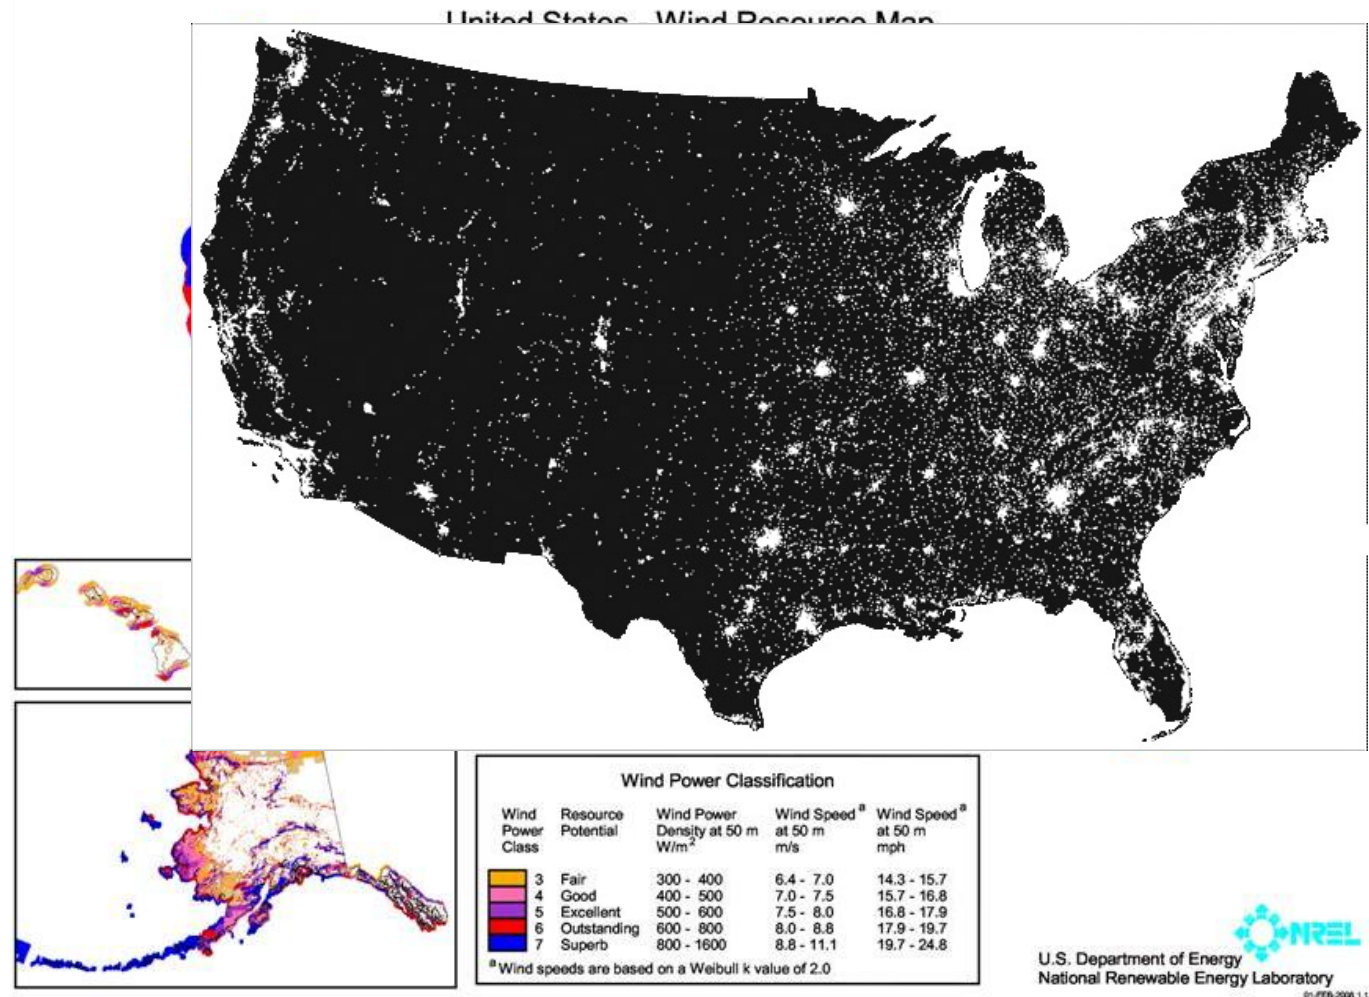 United States - Wind Resource Map
Wind Power Classification
Wind Power Class
Resource Potential
Wind Power Density at 50 m W/m²
Wind Speed ᵃ at 50 m m/s
Wind Speed ᵃ at 50 m mph
3 Fair 300 - 400 6.4 - 7.0 14.3 - 15.7
4 Good 400 - 500 7.0 - 7.5 15.7 - 16.8
5 Excellent 500 - 600 7.5 - 8.0 16.8 - 17.9
6 Outstanding 600 - 800 8.0 - 8.8 17.9 - 19.7
7 Superb 800 - 1600 8.8 - 11.1 19.7 - 24.8
ᵃ Wind speeds are based on a Weibull k value of 2.0
NREL
U.S. Department of Energy
National Renewable Energy Laboratory